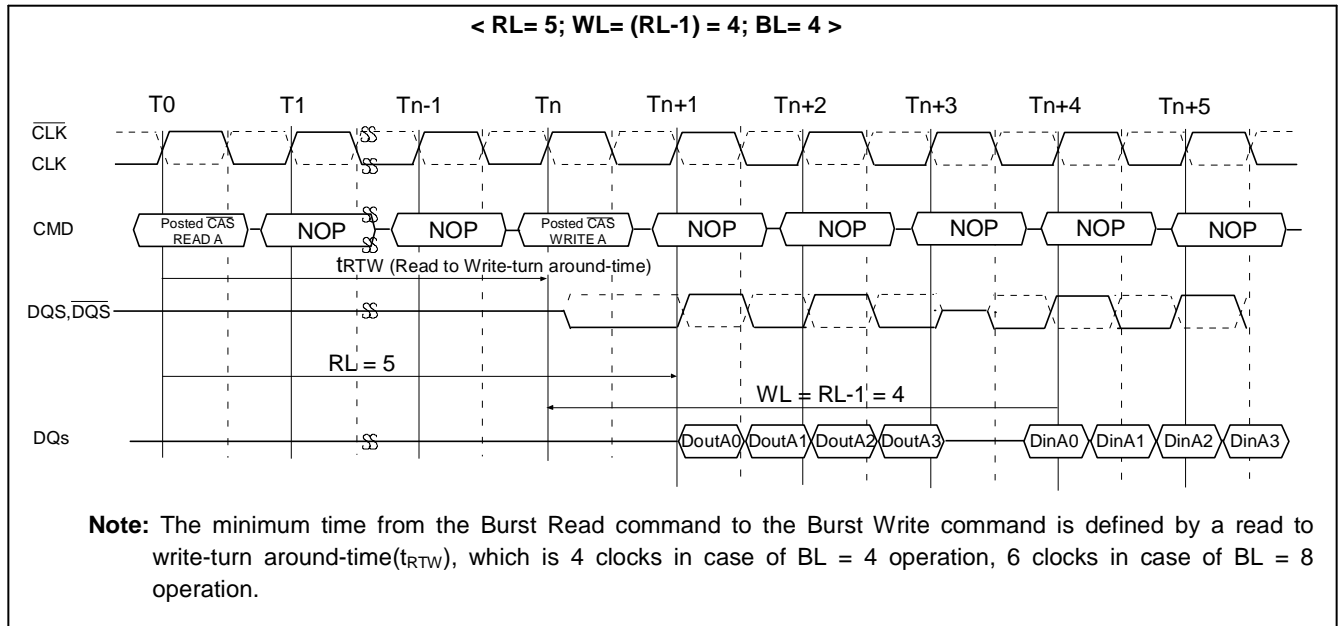 < RL= 5; WL= (RL-1) = 4; BL= 4 >
T0 T1 Tn-1 Tn Tn+1 Tn+2 Tn+3 Tn+4 Tn+5
CLK
CLK
CMD
Posted CAS
READ A
NOP
NOP
Posted CAS
WRITE A
NOP
NOP
NOP
NOP
NOP
tRTW (Read to Write-turn around-time)
DQS,DQS
RL = 5
WL = RL-1 = 4
DQs
DoutA0 DoutA1 DoutA2 DoutA3 DinA0 DinA1 DinA2 DinA3
Note: The minimum time from the Burst Read command to the Burst Write command is defined by a read to
write-turn around-time(tRTW), which is 4 clocks in case of BL = 4 operation, 6 clocks in case of BL = 8
operation.